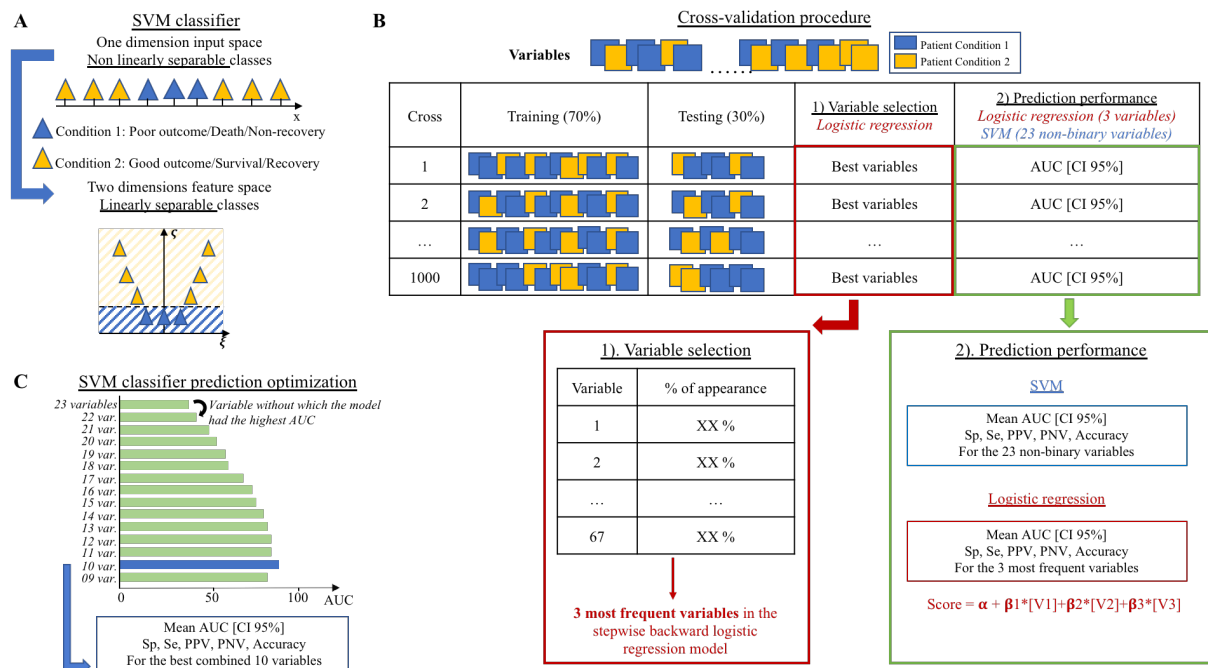 A
SVM classifier
One dimension input space
Non linearly separable classes
x
Condition 1: Poor outcome/Death/Non-recovery
Condition 2: Good outcome/Survival/Recovery
Two dimensions feature space
Linearly separable classes
ς
ξ
B
Cross-validation procedure
Variables
......
Patient Condition 1
Patient Condition 2
Cross
Training (70%)
Testing (30%)
1) Variable selection
Logistic regression
2) Prediction performance
Logistic regression (3 variables)
SVM (23 non-binary variables)
1
Best variables
AUC [CI 95%]
2
Best variables
AUC [CI 95%]
...
...
...
1000
Best variables
AUC [CI 95%]
1). Variable selection
Variable
% of appearance
1
XX %
2
XX %
...
...
67
XX %
3 most frequent variables in the
stepwise backward logistic
regression model
2). Prediction performance
SVM
Mean AUC [CI 95%]
Sp, Se, PPV, PNV, Accuracy
For the 23 non-binary variables
Logistic regression
Mean AUC [CI 95%]
Sp, Se, PPV, PNV, Accuracy
For the 3 most frequent variables
Score = α + β1*[V1]+β2*[V2]+β3*[V3]
C
SVM classifier prediction optimization
23 variables
22 var.
21 var.
20 var.
19 var.
18 var.
17 var.
16 var.
15 var.
14 var.
13 var.
12 var.
11 var.
10 var.
09 var.
Variable without which the model
had the highest AUC
0
50
100
AUC
Mean AUC [CI 95%]
Sp, Se, PPV, PNV, Accuracy
For the best combined 10 variables